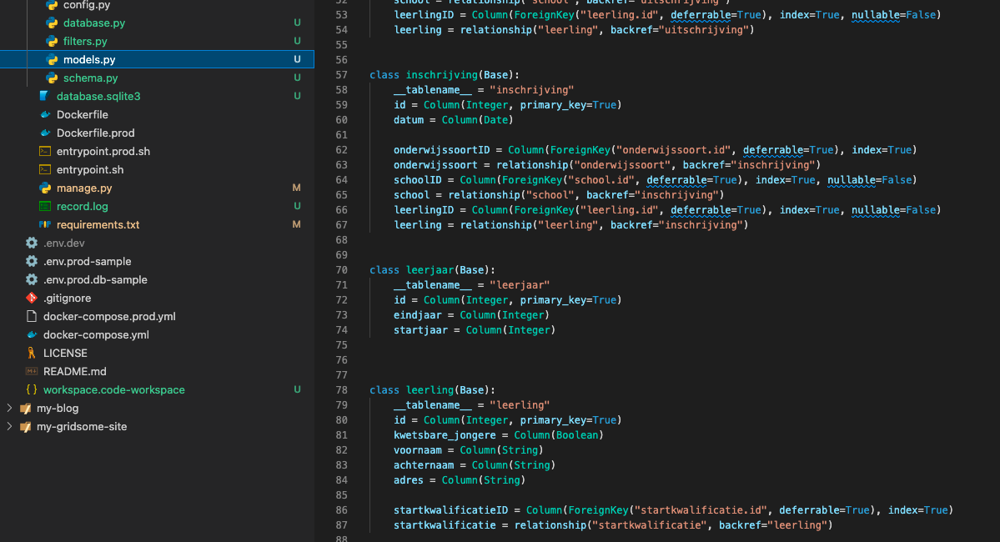 config.py
database.py U
filters.py U
models.py U
schema.py U
database.sqlite3 U
Dockerfile
Dockerfile.prod
entrypoint.prod.sh
entrypoint.sh
manage.py M
record.log U
requirements.txt M
.env.dev
.env.prod-sample
.env.prod.db-sample
.gitignore
docker-compose.prod.yml
docker-compose.yml
LICENSE
README.md
workspace.code-workspace U
my-blog
my-gridsome-site
52 school = relationship("school", backref="uitschrijving")
53 leerlingID = Column(ForeignKey("leerling.id", deferrable=True), index=True, nullable=False)
54 leerling = relationship("leerling", backref="uitschrijving")
55
56
57 class inschrijving(Base):
58 __tablename__ = "inschrijving"
59 id = Column(Integer, primary_key=True)
60 datum = Column(Date)
61
62 onderwijssoortID = Column(ForeignKey("onderwijssoort.id", deferrable=True), index=True)
63 onderwijssoort = relationship("onderwijssoort", backref="inschrijving")
64 schoolID = Column(ForeignKey("school.id", deferrable=True), index=True, nullable=False)
65 school = relationship("school", backref="inschrijving")
66 leerlingID = Column(ForeignKey("leerling.id", deferrable=True), index=True, nullable=False)
67 leerling = relationship("leerling", backref="inschrijving")
68
69
70 class leerjaar(Base):
71 __tablename__ = "leerjaar"
72 id = Column(Integer, primary_key=True)
73 eindjaar = Column(Integer)
74 startjaar = Column(Integer)
75
76
77
78 class leerling(Base):
79 __tablename__ = "leerling"
80 id = Column(Integer, primary_key=True)
81 kwetsbare_jongere = Column(Boolean)
82 voornaam = Column(String)
83 achternaam = Column(String)
84 adres = Column(String)
85
86 startkwalificatieID = Column(ForeignKey("startkwalificatie.id", deferrable=True), index=True)
87 startkwalificatie = relationship("startkwalificatie", backref="leerling")
88